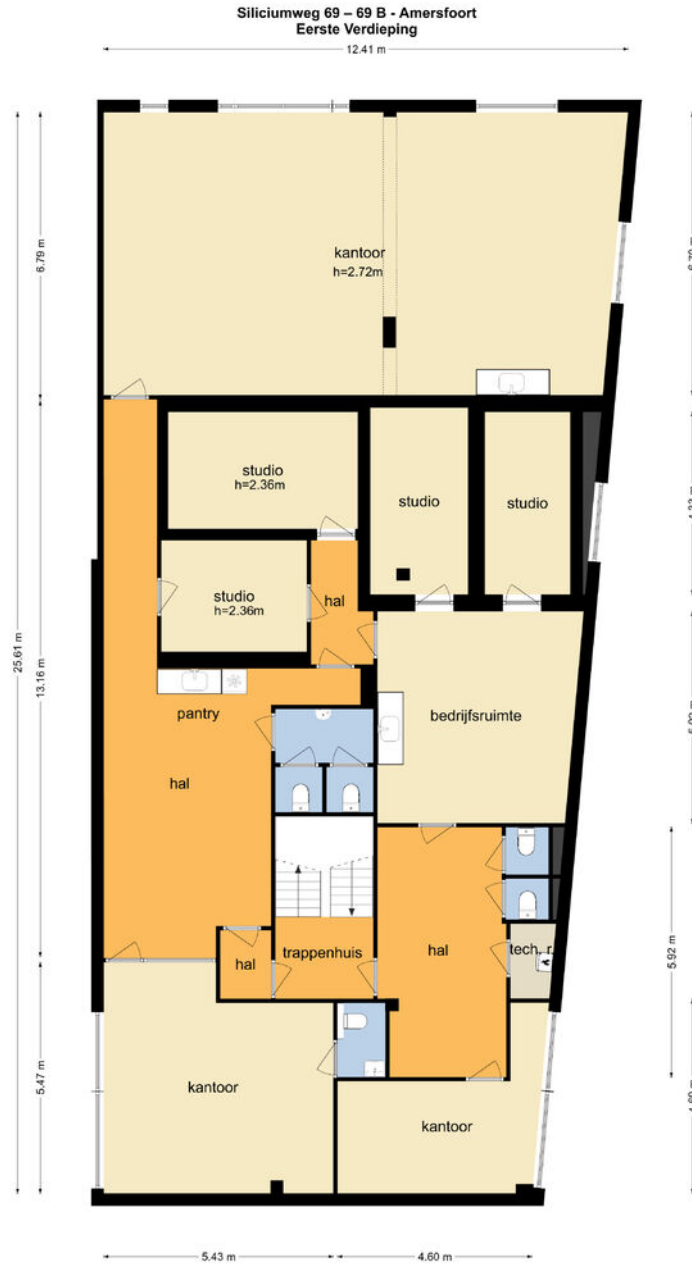 Siliciumweg 69 – 69 B - Amersfoort
Eerste Verdieping
12.41 m
kantoor
h=2.72m
6.79 m
25.61 m
studio
h=2.36m
studio
studio
studio
h=2.36m
hal
13.16 m
pantry
bedrijfsruimte
hal
trappenhuis
hal
hal
tech. r.
5.92 m
5.47 m
kantoor
kantoor
5.43 m
4.60 m